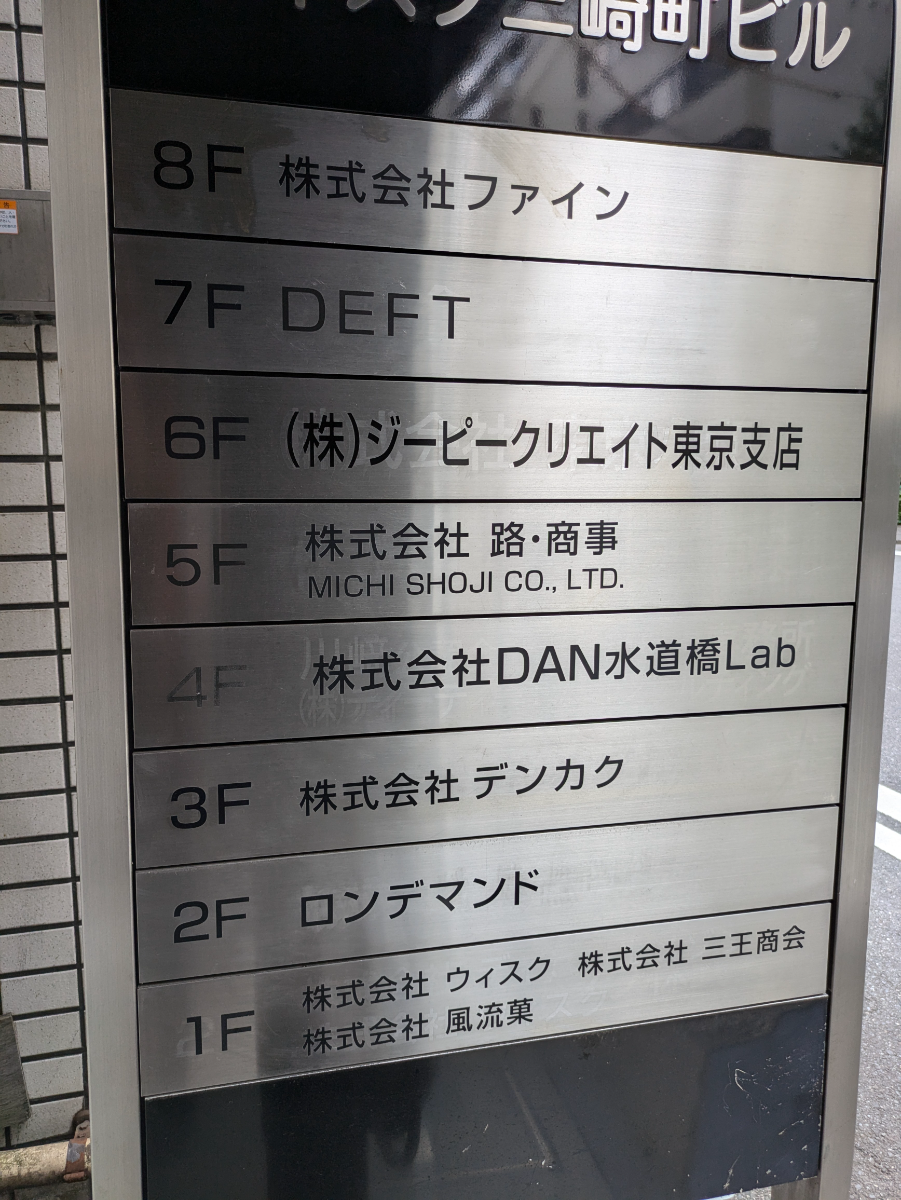 三崎町ビル
8F 株式会社ファイン
7F DEFT
6F (株)ジーピークリエイト東京支店
5F 株式会社 路・商事
MICHI SHOJI CO., LTD.
4F 株式会社DAN水道橋Lab
3F 株式会社 デンカク
2F ロンデマンド
1F 株式会社 ウィスク 株式会社 三王商会
株式会社 風流菓